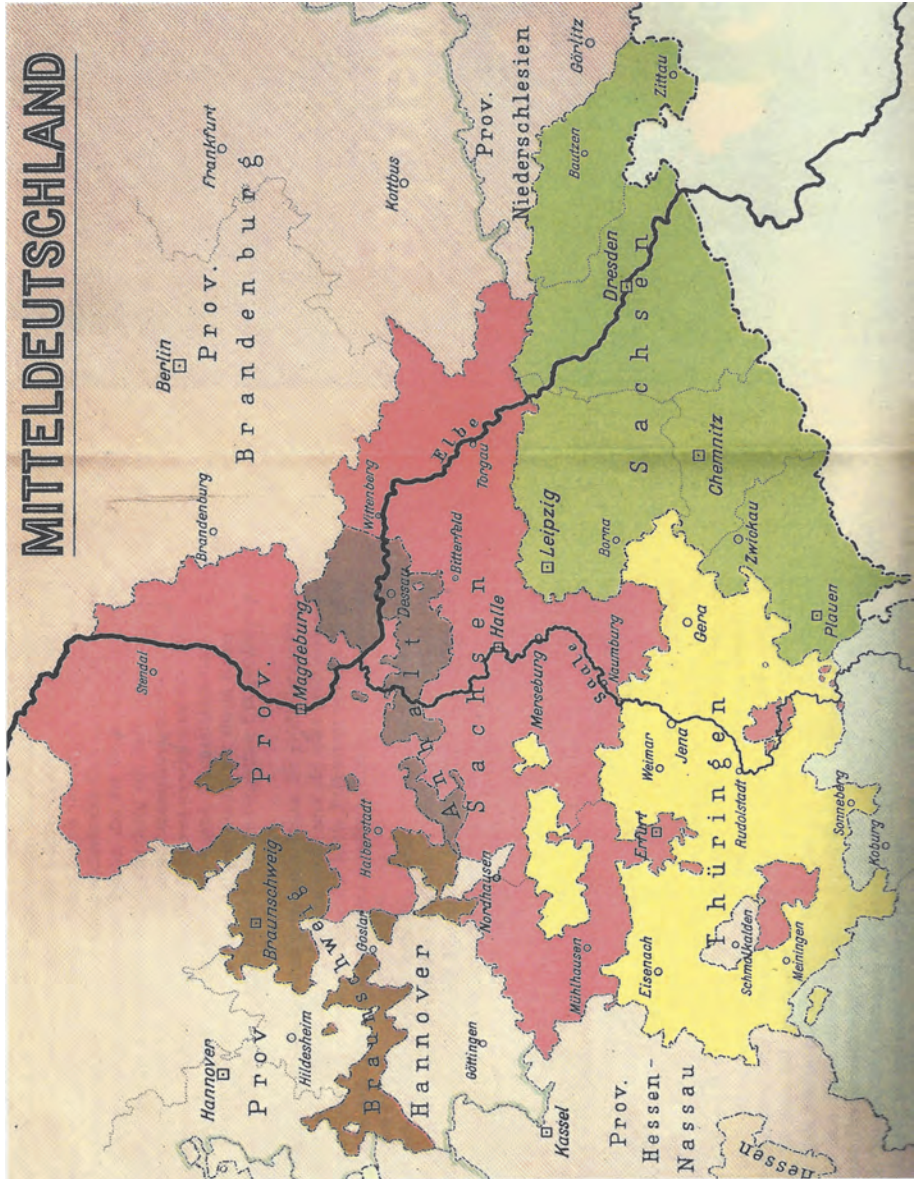 MITTELDEUTSCHLAND
Berlin
Frankfurt
Prov.
Brandenburg
Brandenburg
Kottbus
Prov.
Niederschlesien
Görlitz
Stendal
Prov.
Magdeburg
Wittenberg
Elbe
Torgau
Dessau
Bitterfeld
Anhalt
Sachsen
Halle
Halberstadt
Merseburg
Saale
Naumburg
Nordhausen
Mühlhausen
Hannover
Prov.
Hildesheim
Braunschweig
Braunschweig
Goslar
Hannover
Göttingen
Kassel
Prov.
Hessen-
Nassau
Hessen
Leipzig
Borna
Sachsen
Dresden
Bautzen
Zittau
Chemnitz
Zwickau
Plauen
Gera
Weimar
Jena
Erfurt
Thüringen
Rudolstadt
Eisenach
Schmalkalden
Meiningen
Sonneberg
Koburg